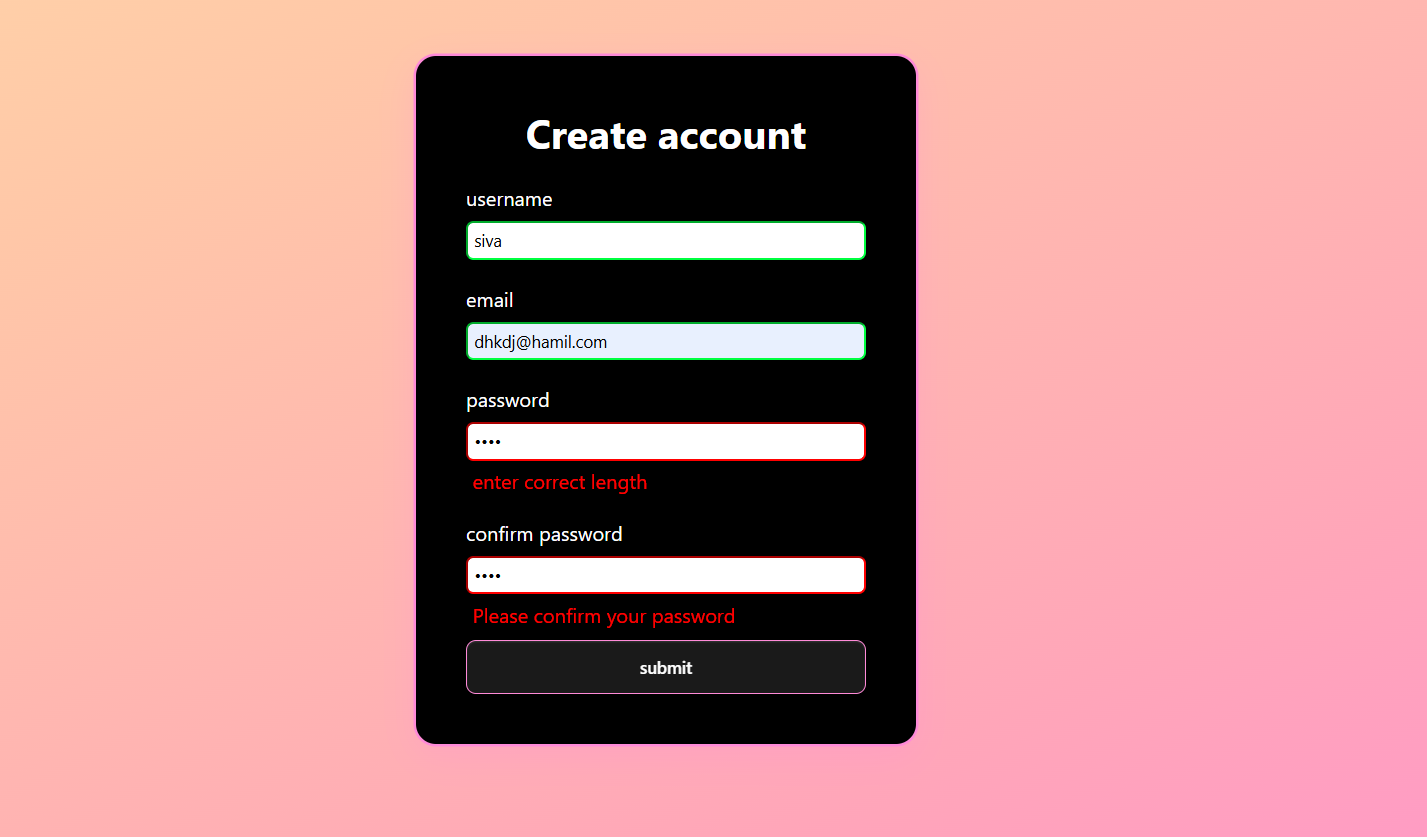 Create account
username
siva
email
dhkdj@hamil.com
password
••••
enter correct length
confirm password
••••
Please confirm your password
submit